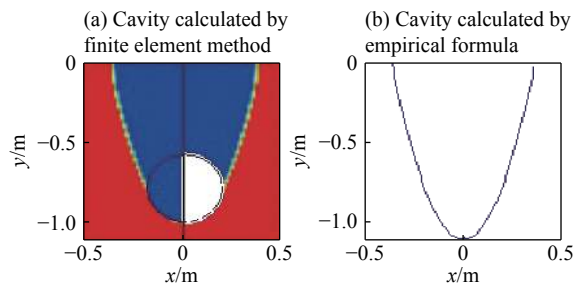 (a) Cavity calculated by
finite element method
(b) Cavity calculated by
empirical formula
0
−0.5
−1.0
y/m
−0.5
0
0.5
x/m
0
−0.5
−1.0
y/m
−0.5
0
0.5
x/m